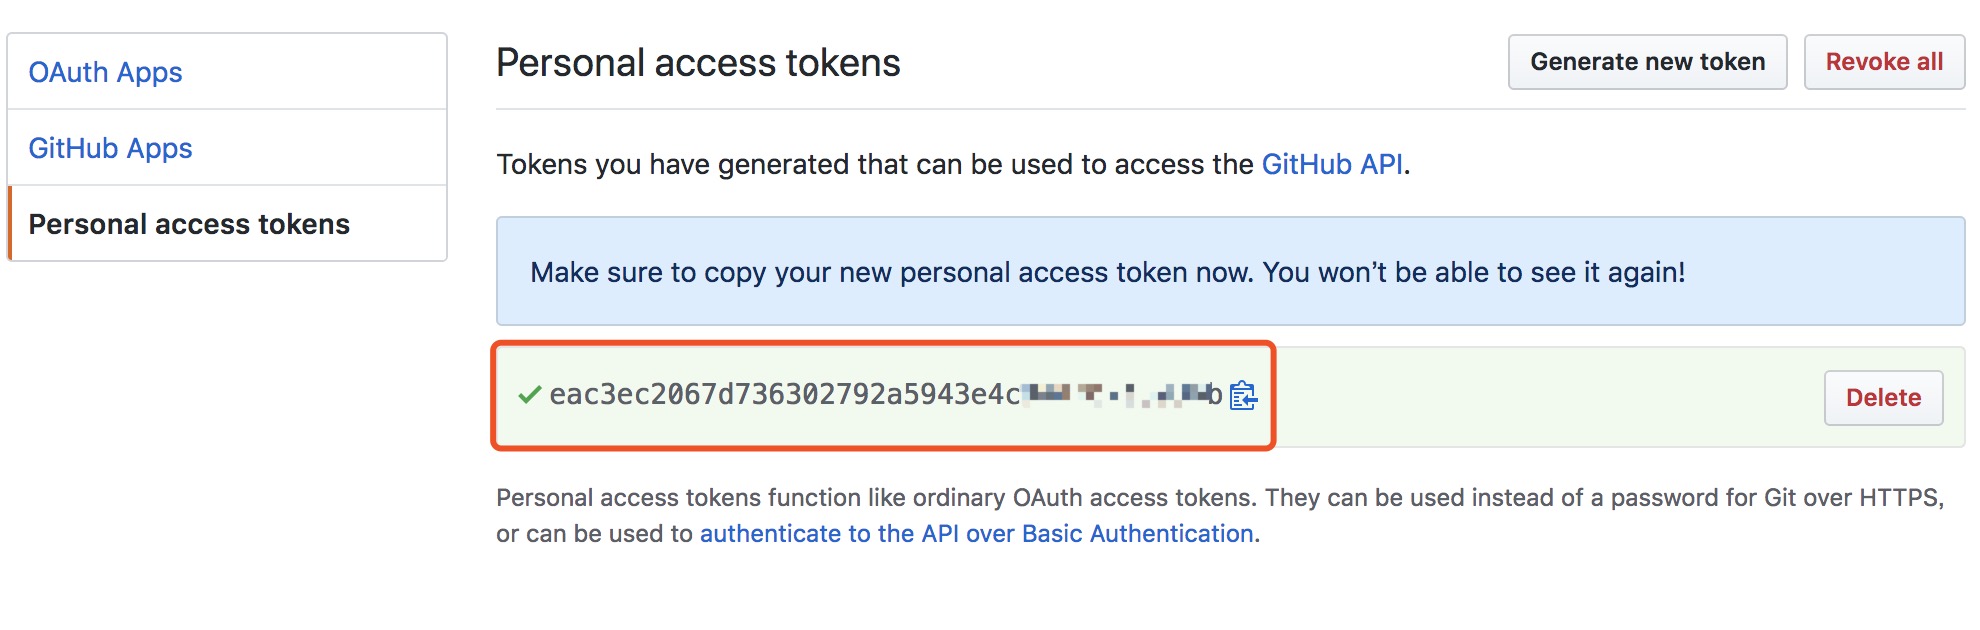 OAuth Apps
GitHub Apps
Personal access tokens
Personal access tokens
Generate new token
Revoke all
Tokens you have generated that can be used to access the GitHub API.
Make sure to copy your new personal access token now. You won’t be able to see it again!
eac3ec2067d736302792a5943e4c b
Delete
Personal access tokens function like ordinary OAuth access tokens. They can be used instead of a password for Git over HTTPS,
or can be used to authenticate to the API over Basic Authentication.